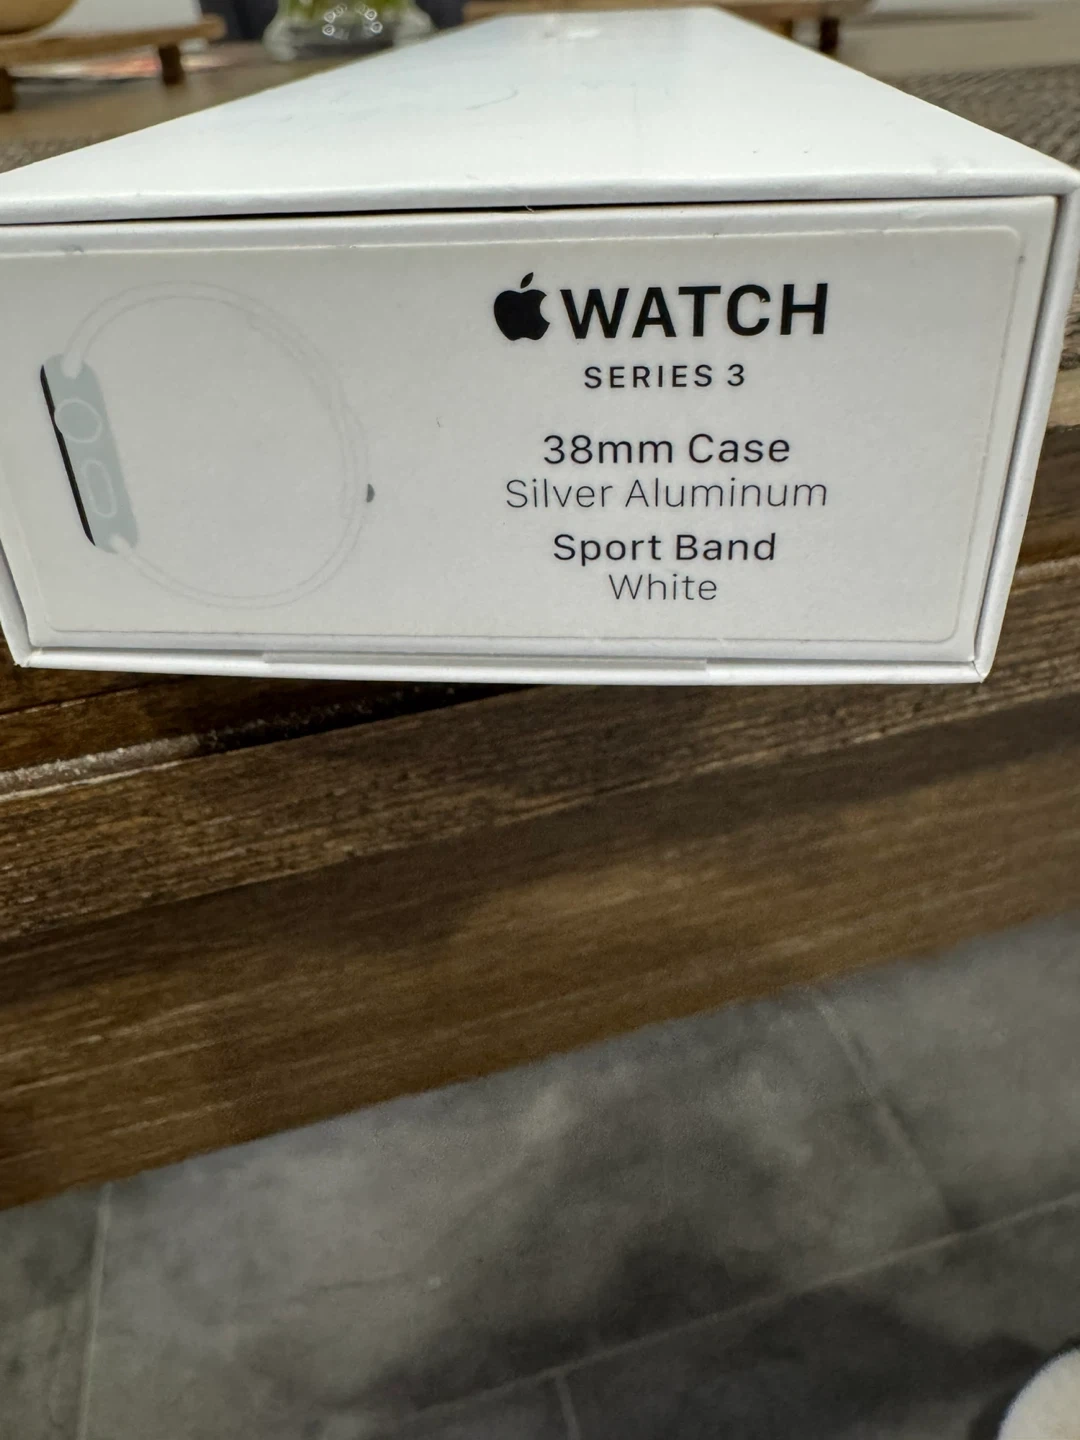 WATCH
SERIES 3
38mm Case
Silver Aluminum
Sport Band
White